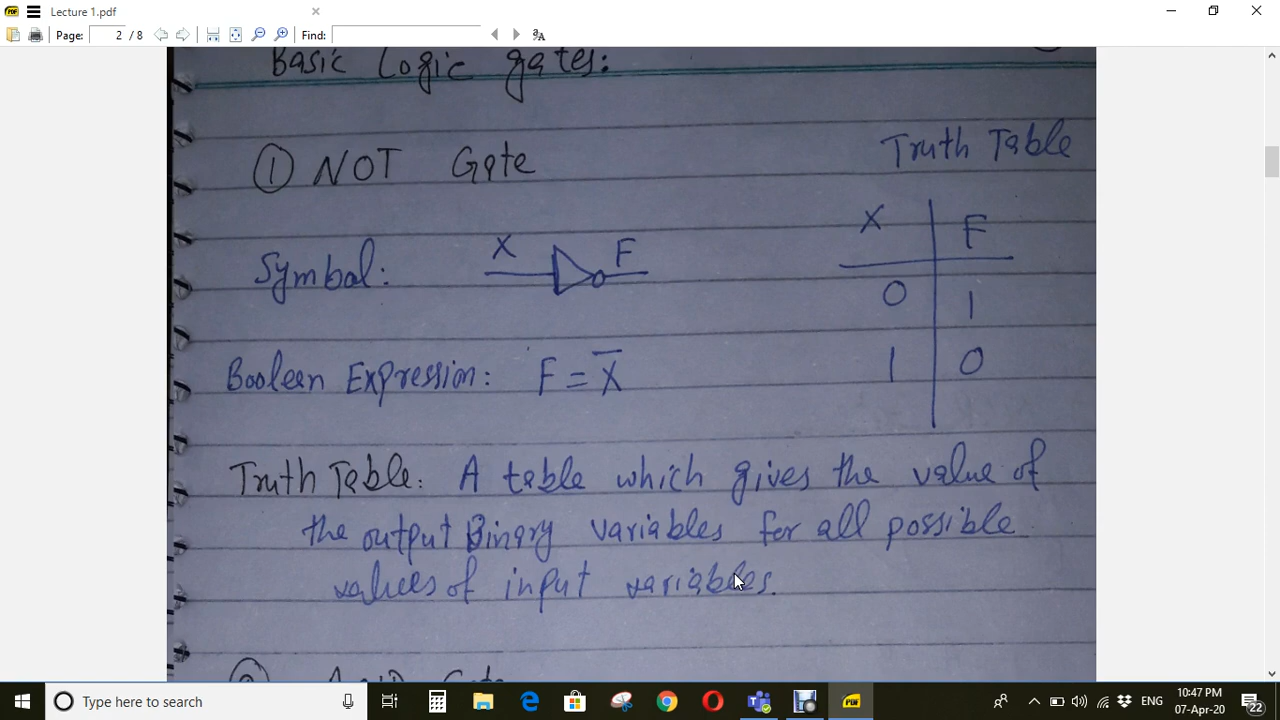 Lecture 1.pdf
Page: 2 / 8 Find:
Basic Logic gates:
① NOT Gate
Truth Table
X F
0 1
1 0
Symbol: X F
Boolean Expression: F = X̅
Truth Table: A table which gives the value of
the output Binary variables for all possible
values of input variables.
Type here to search
ENG
10:47 PM
07-Apr-20
22